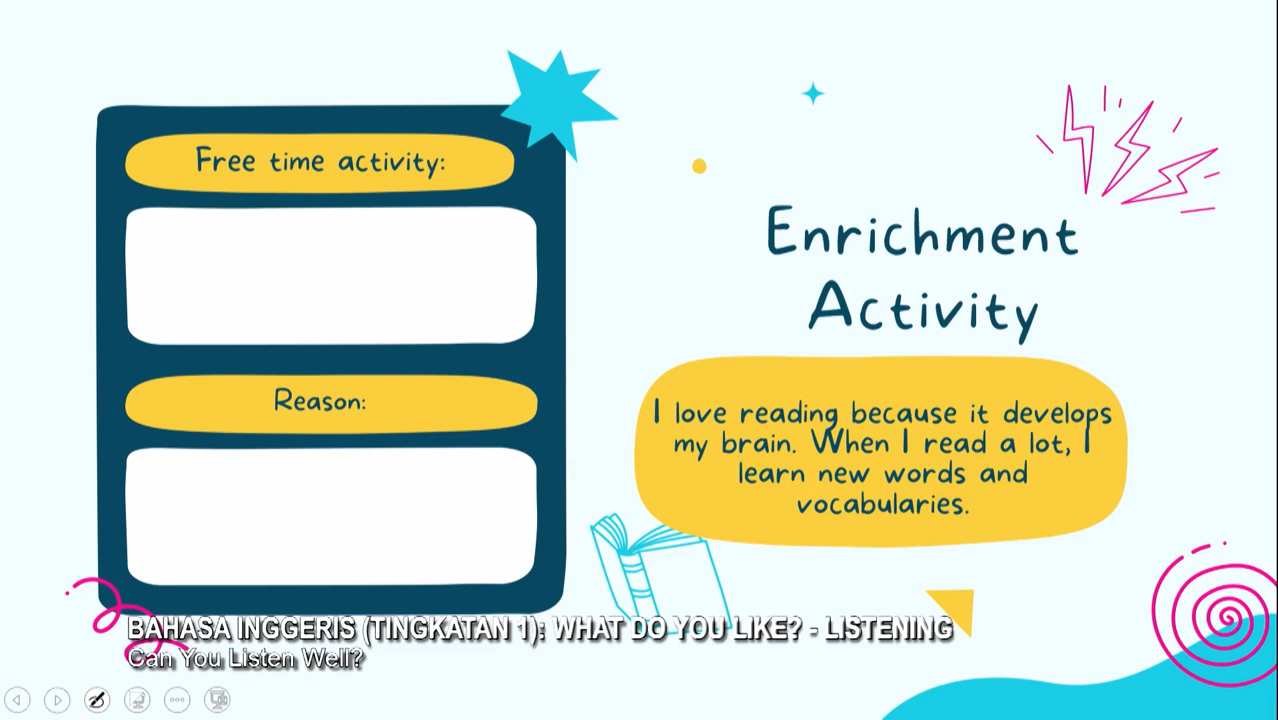 Free time activity:
Reason:
Enrichment
Activity
I love reading because it develops
my brain. When I read a lot, I
learn new words and
vocabularies.
BAHASA INGGERIS (TINGKATAN 1): WHAT DO YOU LIKE? - LISTENING
Can You Listen Well?